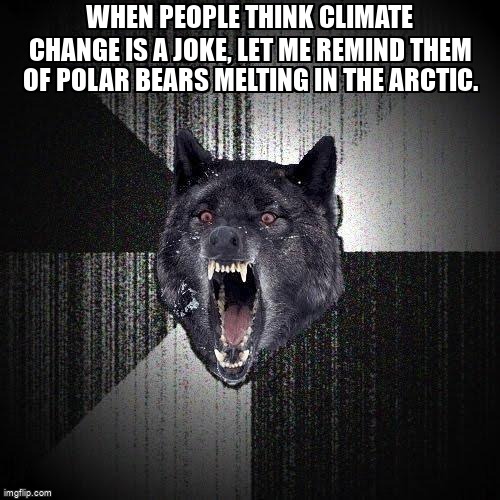 WHEN PEOPLE THINK CLIMATE
CHANGE IS A JOKE, LET ME REMIND THEM
OF POLAR BEARS MELTING IN THE ARCTIC.
imgflip.com